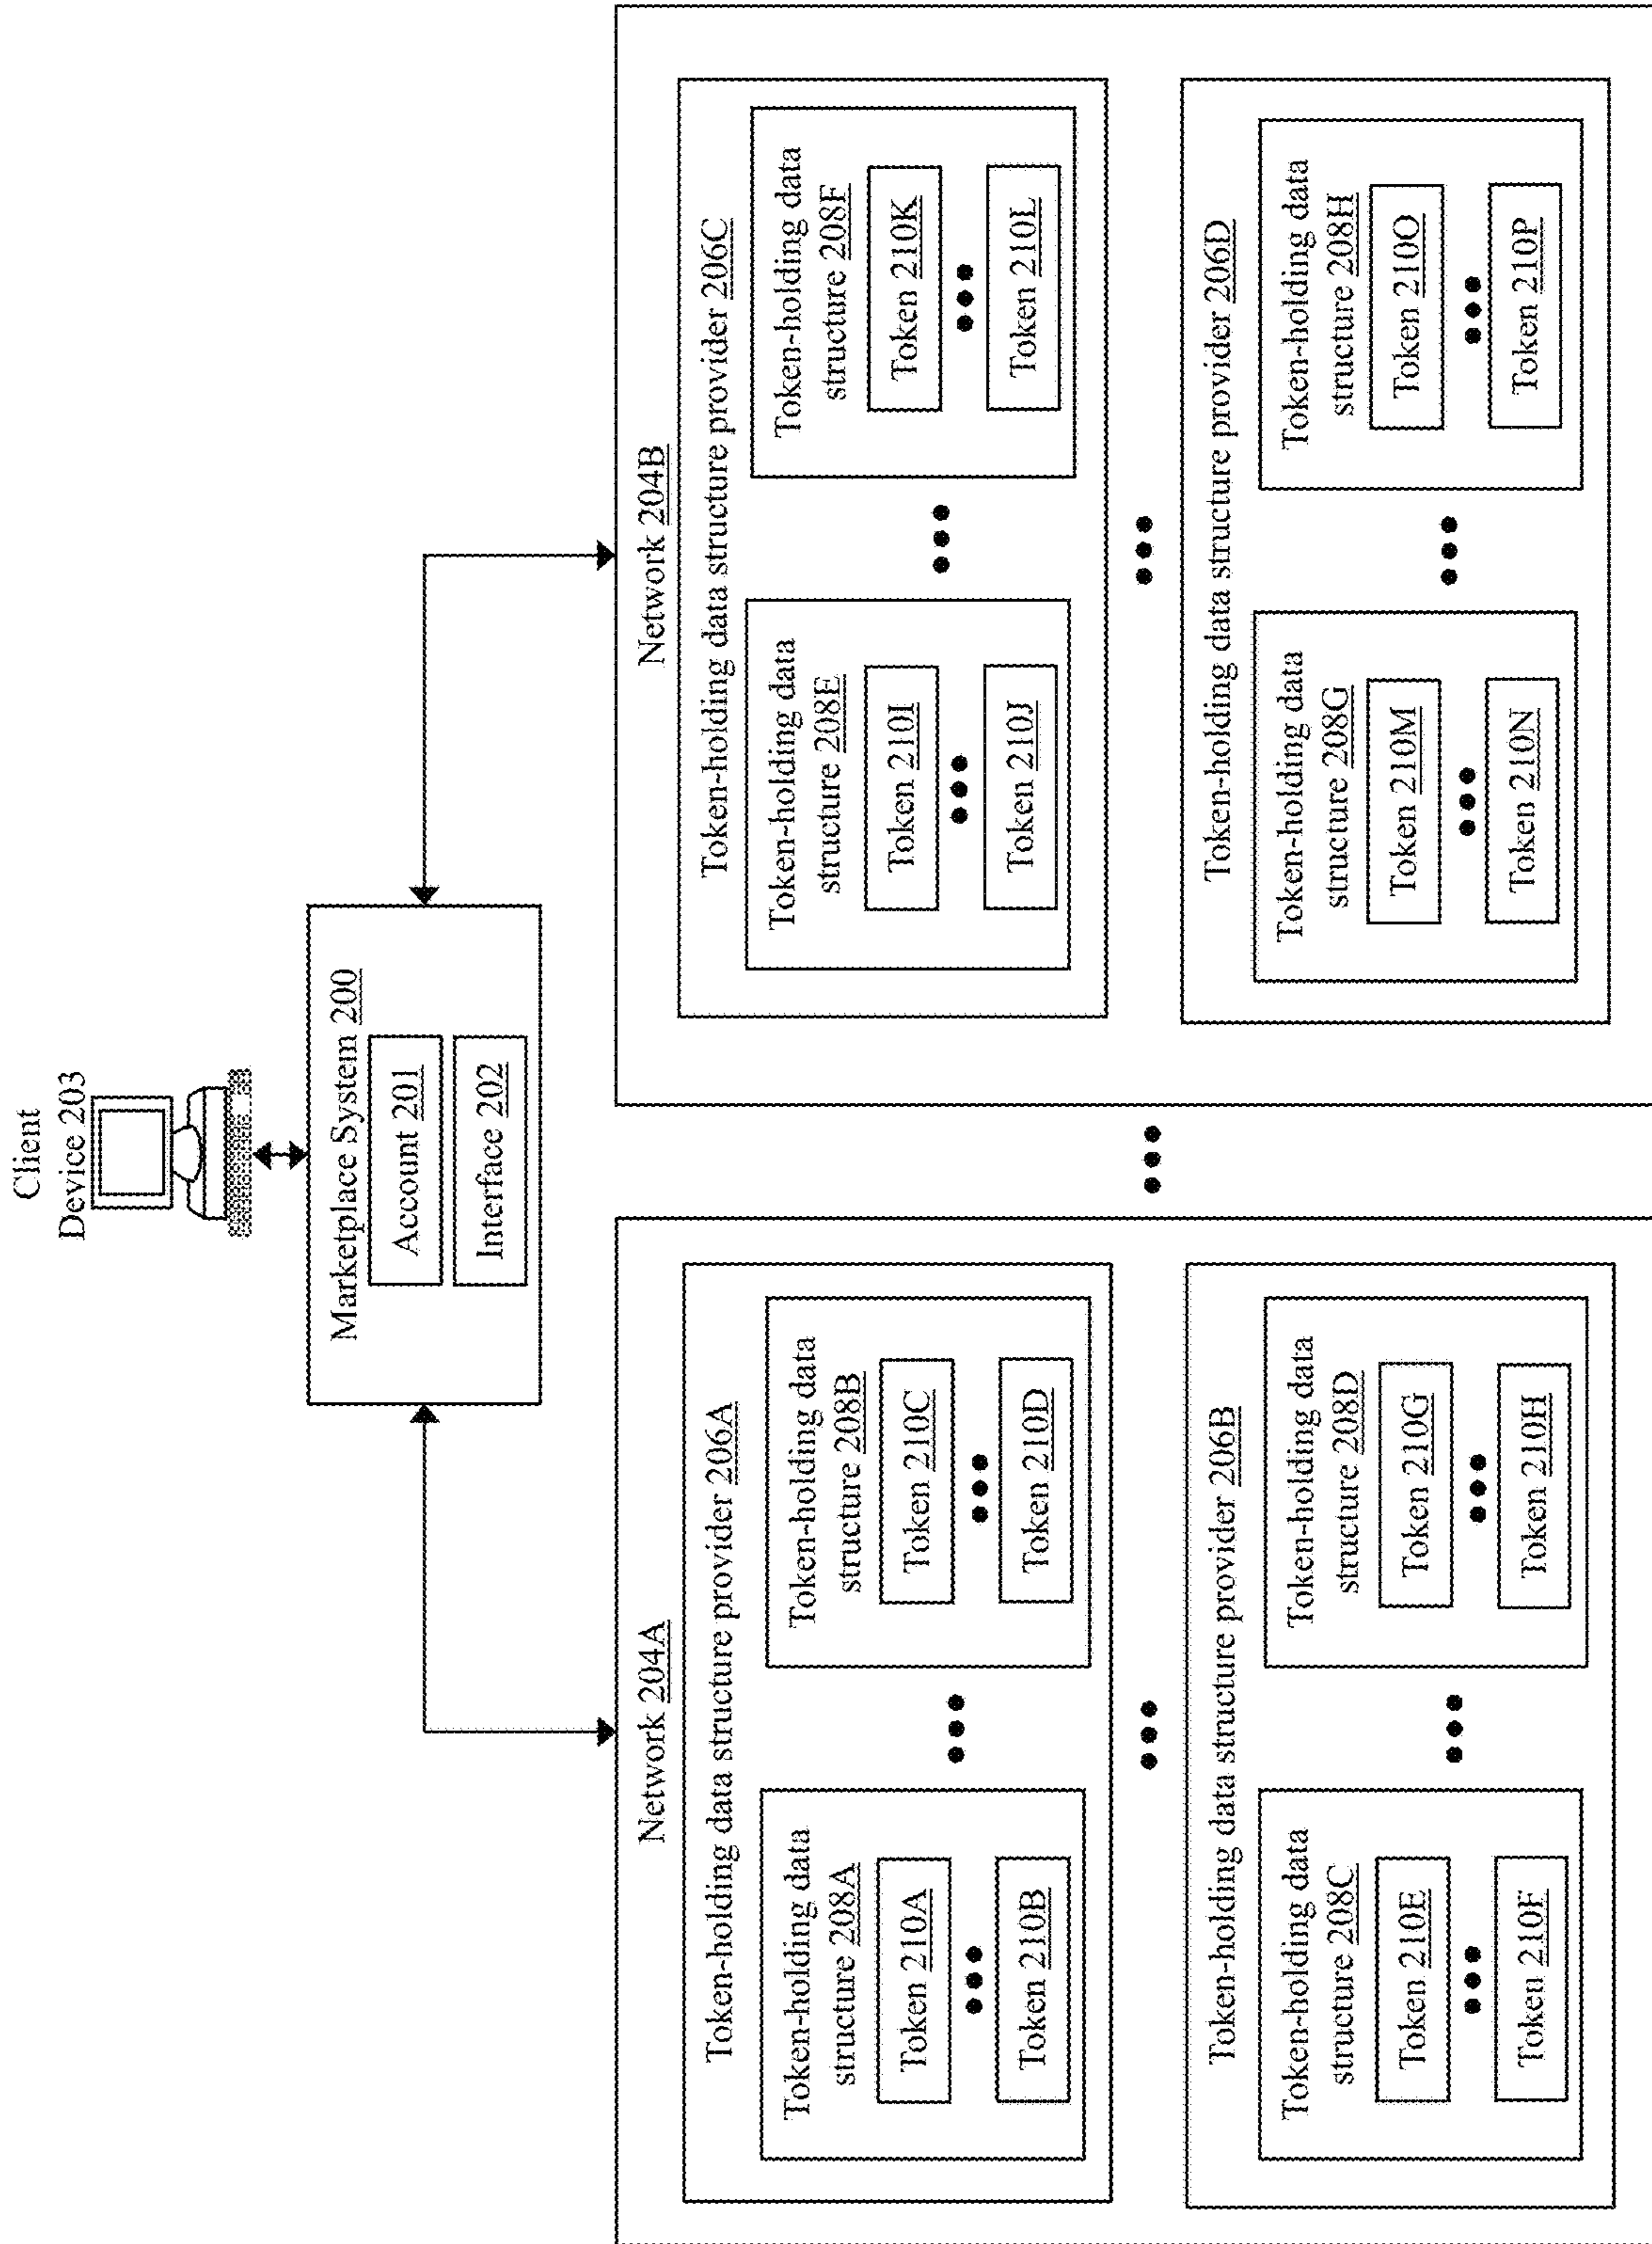 Client
Device 203
Marketplace System 200
Account 201
Interface 202
Network 204A
Token-holding data structure provider 206A
Token-holding data
structure 208A
Token 210A
Token 210B
Token-holding data
structure 208B
Token 210C
Token 210D
Token-holding data structure provider 206B
Token-holding data
structure 208C
Token 210E
Token 210F
Token-holding data
structure 208D
Token 210G
Token 210H
Network 204B
Token-holding data structure provider 206C
Token-holding data
structure 208E
Token 210I
Token 210J
Token-holding data
structure 208F
Token 210K
Token 210L
Token-holding data structure provider 206D
Token-holding data
structure 208G
Token 210M
Token 210N
Token-holding data
structure 208H
Token 210O
Token 210P